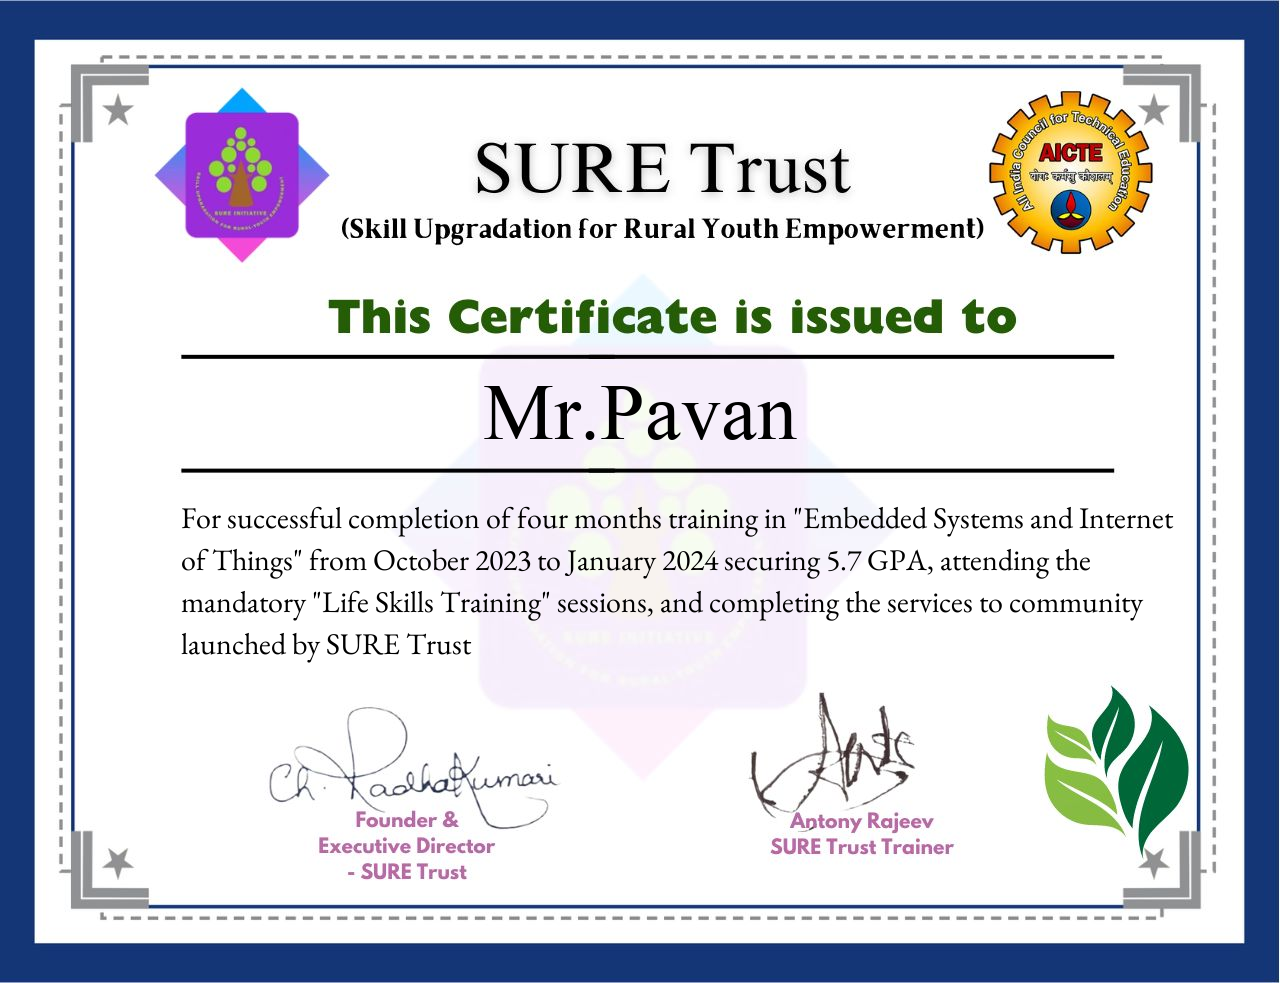 SURE Trust
(Skill Upgradation for Rural Youth Empowerment)
SURE INITIATIVE
SKILL UPGRADATION FOR RURAL YOUTH EMPOWERMENT
All India Council for Technical Education
AICTE
योगः कर्मसु कौशलम्
This Certificate is issued to
Mr.Pavan
For successful completion of four months training in "Embedded Systems and Internet
of Things" from October 2023 to January 2024 securing 5.7 GPA, attending the
mandatory "Life Skills Training" sessions, and completing the services to community
launched by SURE Trust
SURE INITIATIVE
Ch. RadhaKumari
Founder &
Executive Director
- SURE Trust
Antony Rajeev
SURE Trust Trainer